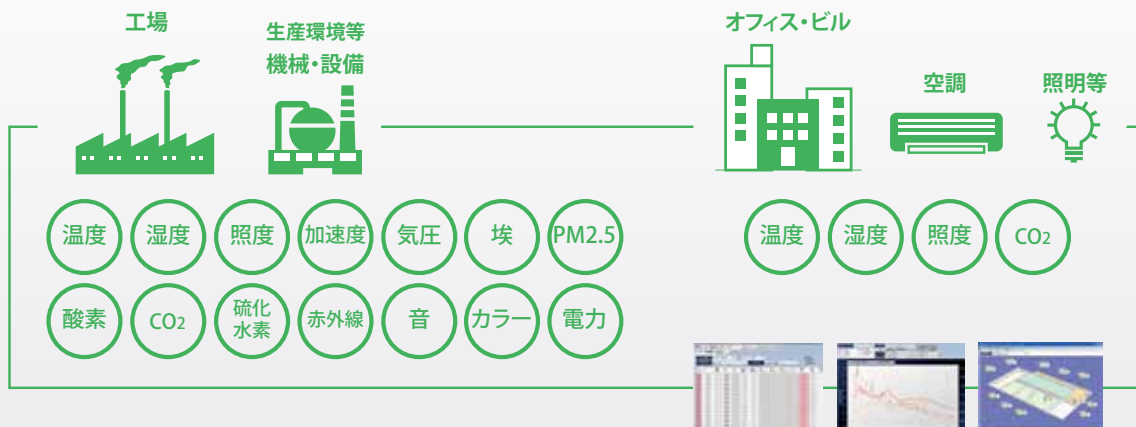 工場
生産環境等
機械・設備
オフィス・ビル
空調
照明等
温度
湿度
照度
加速度
気圧
埃
PM2.5
酸素
CO2
硫化
水素
赤外線
音
カラー
電力
温度
湿度
照度
CO2